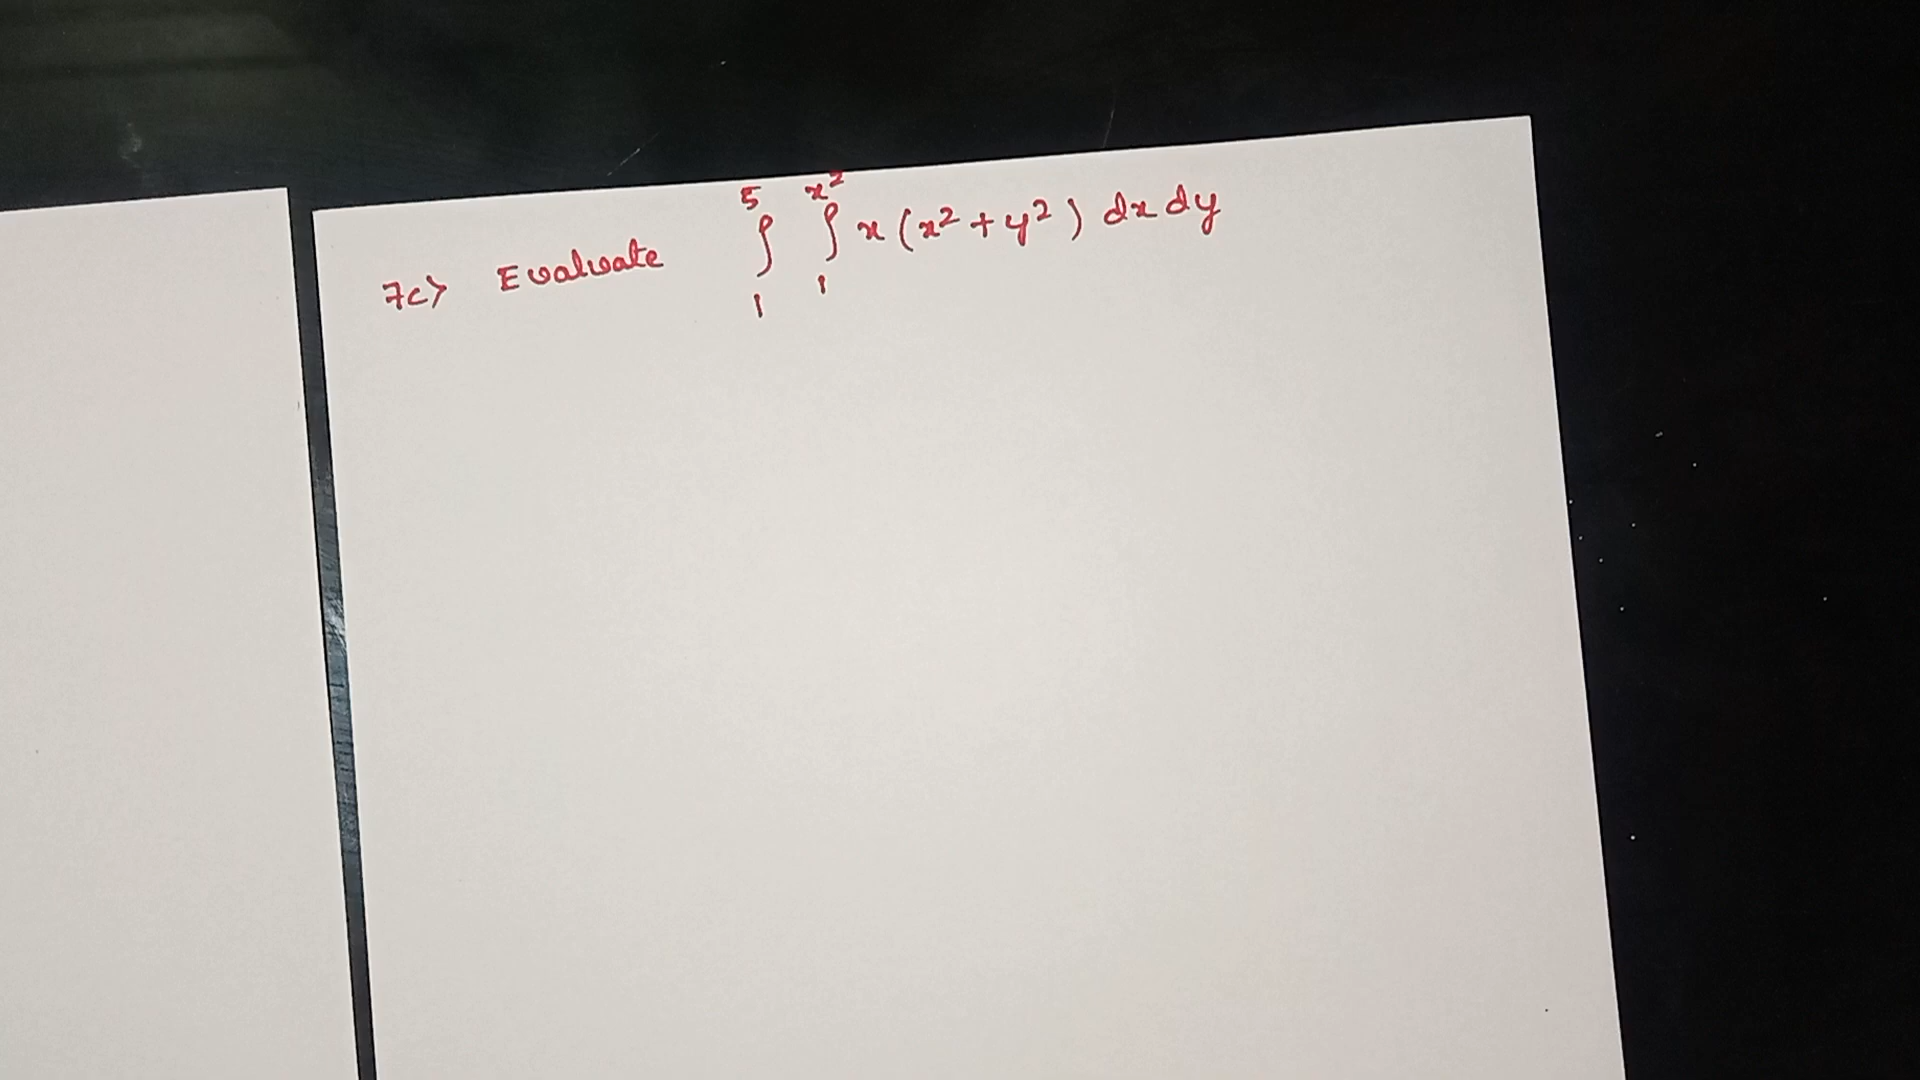 7c> Evaluate ∫₁⁵ ∫₁^{x²} x (x² + y²) dx dy